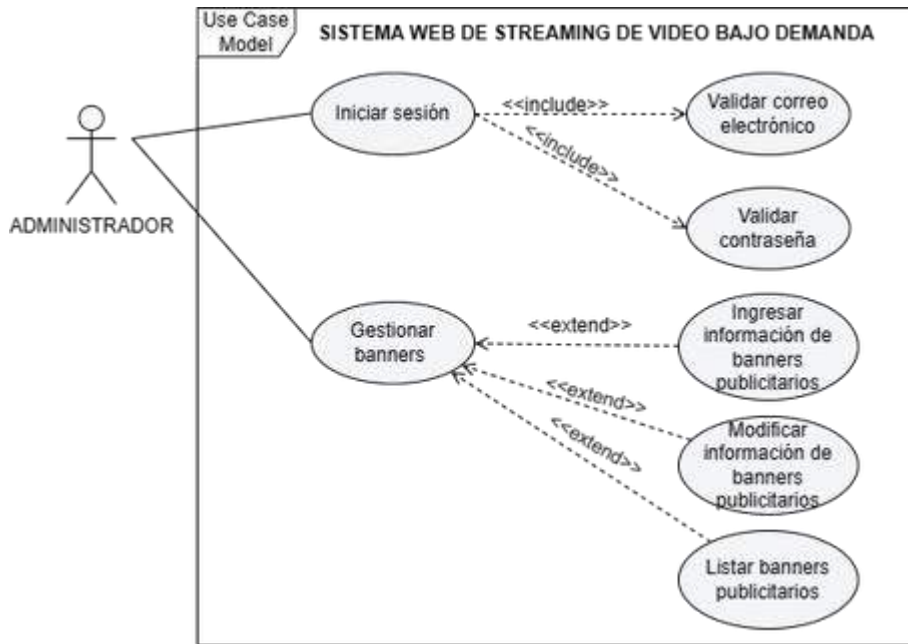 Use Case
Model
SISTEMA WEB DE STREAMING DE VIDEO BAJO DEMANDA
ADMINISTRADOR
Iniciar sesión
<<include>>
<<include>>
Validar correo
electrónico
Validar
contraseña
Gestionar
banners
<<extend>>
<<extend>>
<<extend>>
Ingresar
información de
banners
publicitarios
Modificar
información de
banners
publicitarios
Listar banners
publicitarios